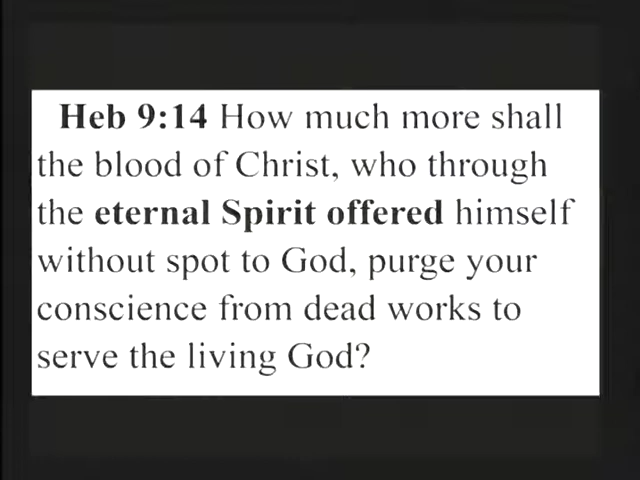 Heb 9:14 How much more shall
the blood of Christ, who through
the eternal Spirit offered himself
without spot to God, purge your
conscience from dead works to
serve the living God?